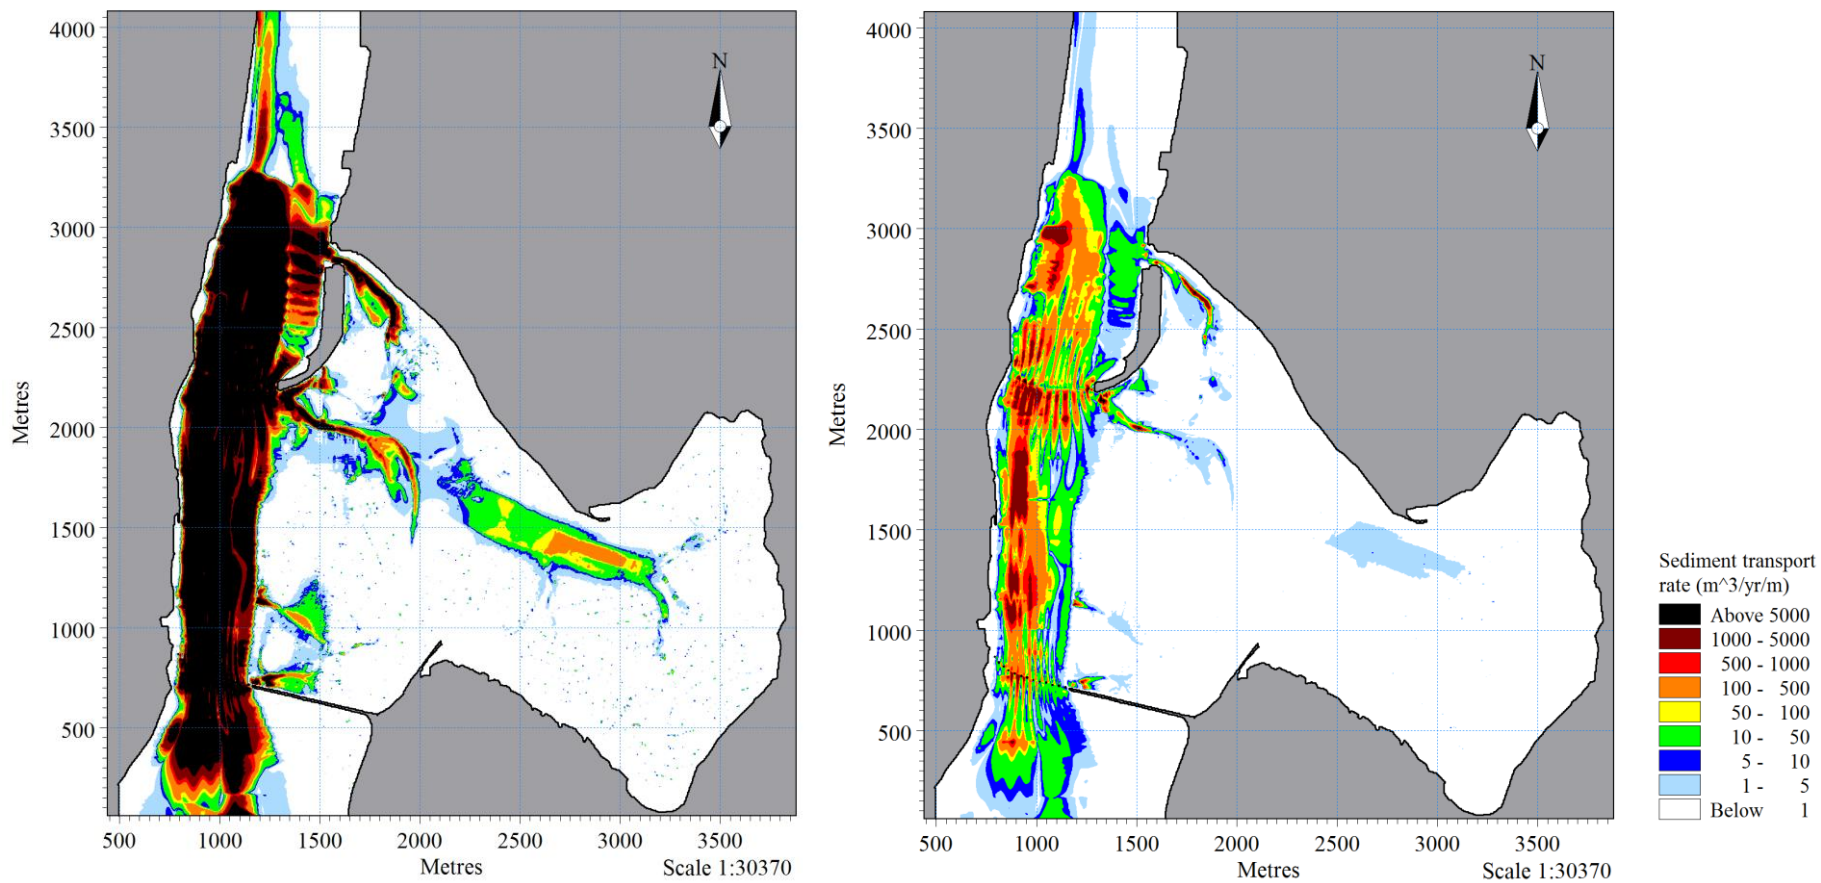 4000
3500
3000
2500
2000
1500
1000
500
Metres
N
500 1000 1500 2000 2500 3000 3500
Metres
Scale 1:30370
4000
3500
3000
2500
2000
1500
1000
500
Metres
N
500 1000 1500 2000 2500 3000 3500
Metres
Scale 1:30370
Sediment transport
rate (m^3/yr/m)
Above 5000
1000 - 5000
500 - 1000
100 - 500
50 - 100
10 - 50
5 - 10
1 - 5
Below 1